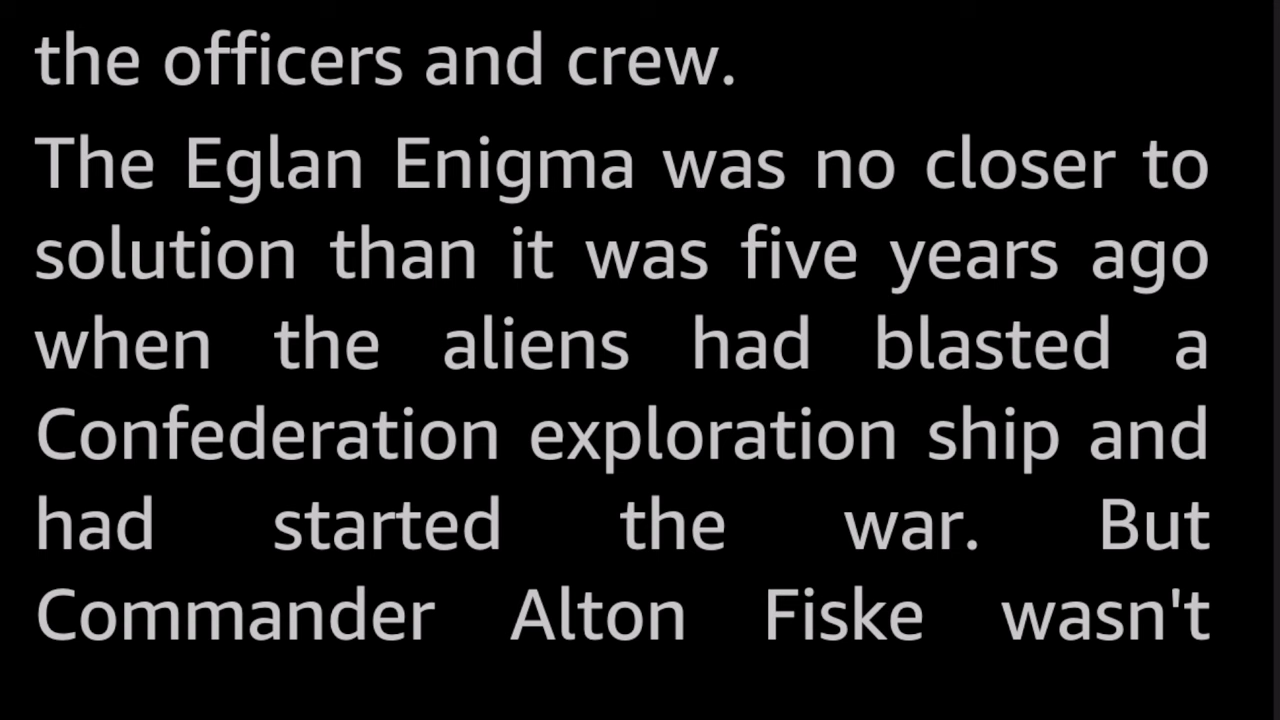 the officers and crew.
The Eglan Enigma was no closer to
solution than it was five years ago
when the aliens had blasted a
Confederation exploration ship and
had started the war. But
Commander Alton Fiske wasn't